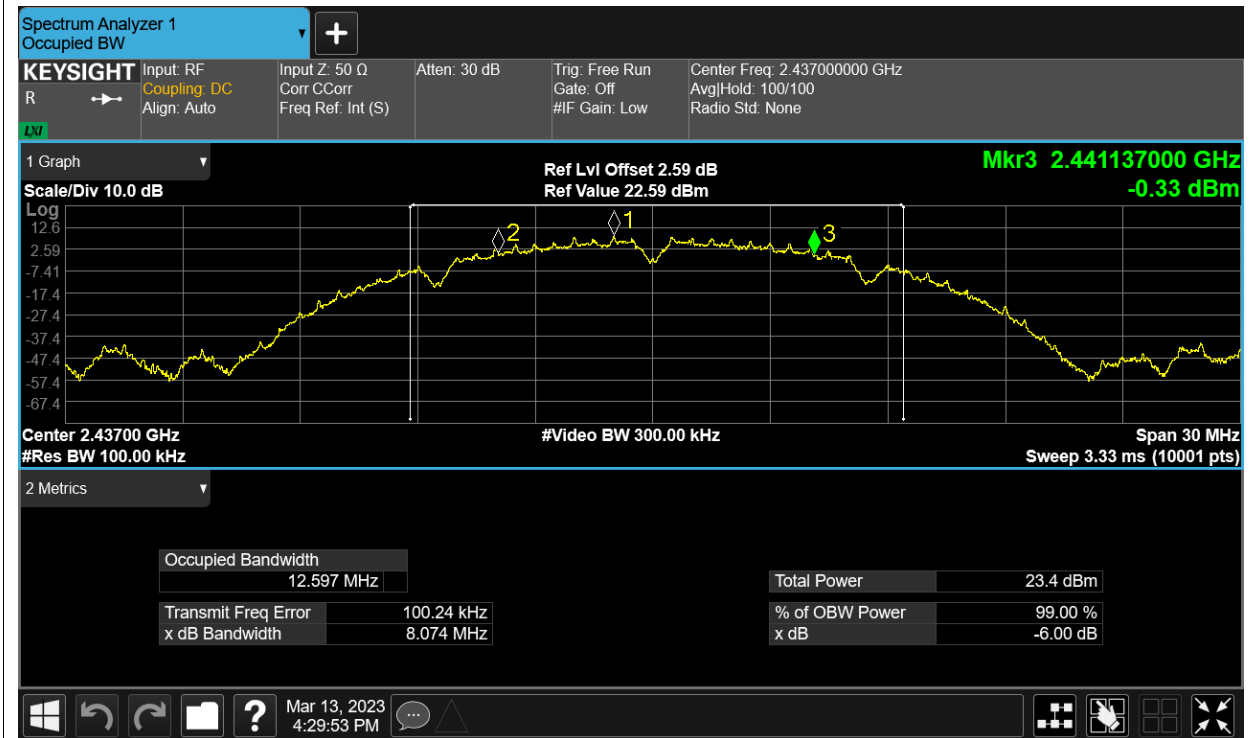 Spectrum Analyzer 1
Occupied BW
KEYSIGHT
R
LXI
Input: RF
Coupling: DC
Align: Auto
Input Z: 50 Ω
Corr CCorr
Freq Ref: Int (S)
Atten: 30 dB
Trig: Free Run
Gate: Off
#IF Gain: Low
Center Freq: 2.437000000 GHz
Avg|Hold: 100/100
Radio Std: None
1 Graph
Scale/Div 10.0 dB
Ref Lvl Offset 2.59 dB
Ref Value 22.59 dBm
Mkr3 2.441137000 GHz
-0.33 dBm
Log
12.6
2.59
-7.41
-17.4
-27.4
-37.4
-47.4
-57.4
-67.4
2
1
3
Center 2.43700 GHz
#Video BW 300.00 kHz
Span 30 MHz
#Res BW 100.00 kHz
Sweep 3.33 ms (10001 pts)
2 Metrics
Occupied Bandwidth
12.597 MHz
Total Power 23.4 dBm
Transmit Freq Error 100.24 kHz
% of OBW Power 99.00 %
x dB Bandwidth 8.074 MHz
x dB -6.00 dB
?
Mar 13, 2023
4:29:53 PM